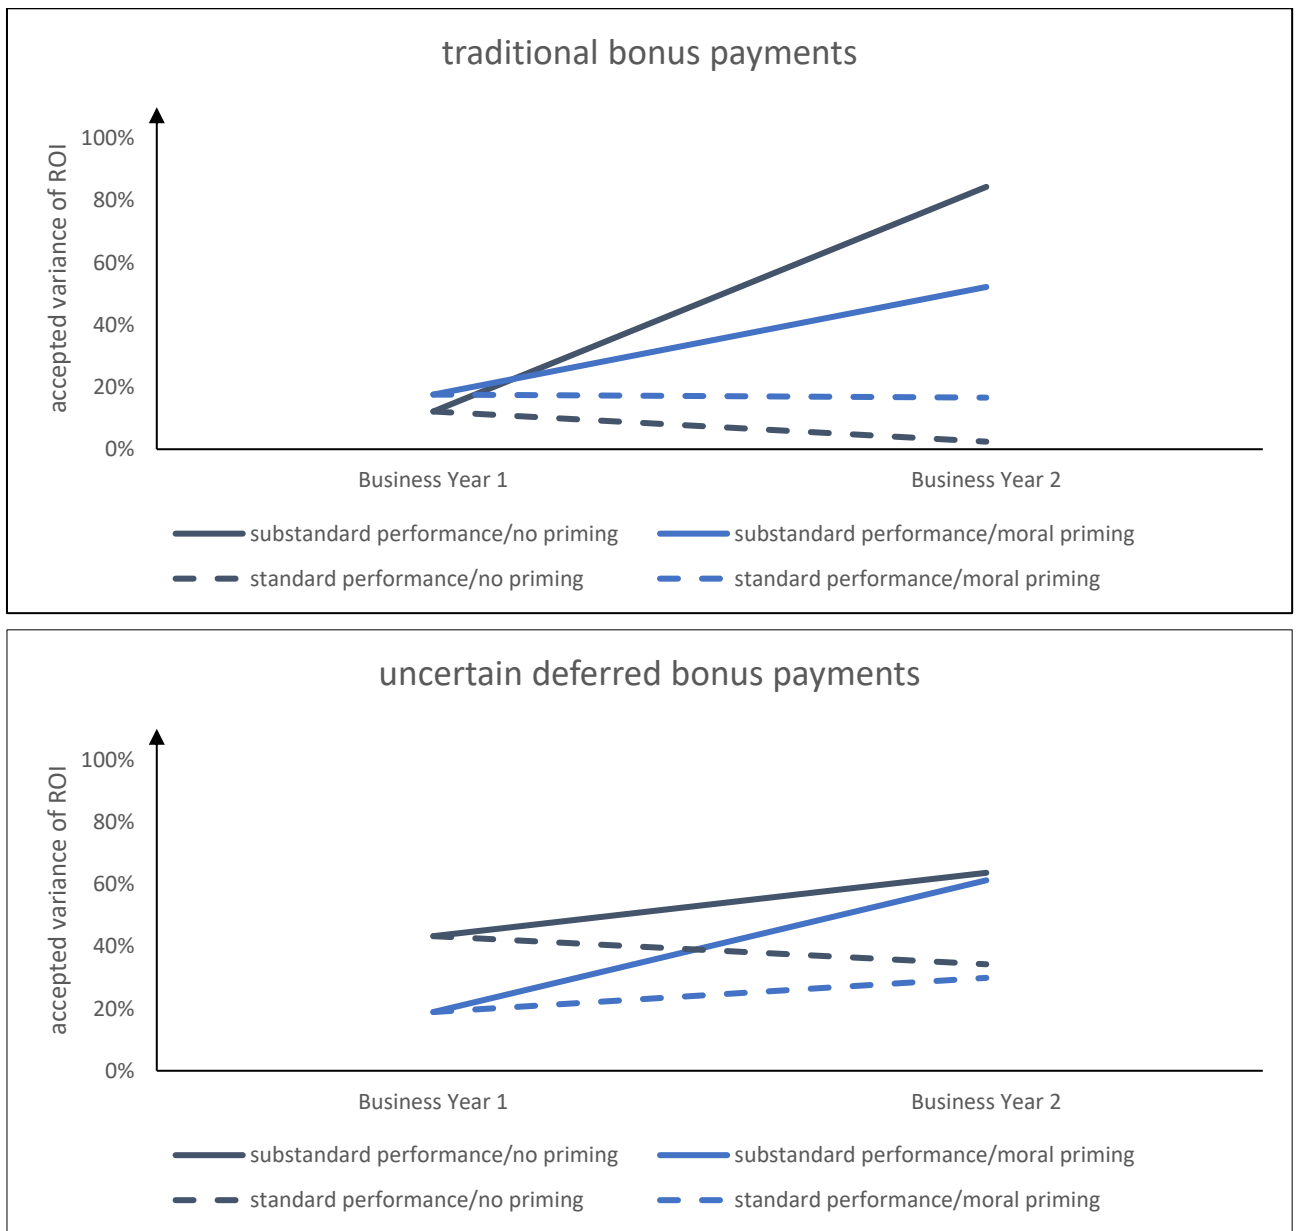 traditional bonus payments
accepted variance of ROI
100%
80%
60%
40%
20%
0%
Business Year 1 Business Year 2
substandard performance/no priming substandard performance/moral priming
standard performance/no priming standard performance/moral priming
uncertain deferred bonus payments
accepted variance of ROI
100%
80%
60%
40%
20%
0%
Business Year 1 Business Year 2
substandard performance/no priming substandard performance/moral priming
standard performance/no priming standard performance/moral priming